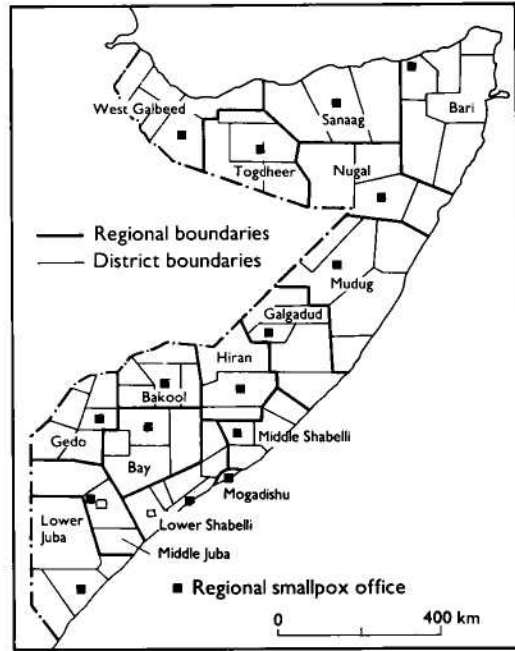 West Galbeed
Sanaag
Bari
Togdheer
Nugal
Regional boundaries
District boundaries
Mudug
Galgadud
Hiran
Bakool
Gedo
Bay
Middle Shabelli
Mogadishu
Lower
Juba
Lower Shabelli
Middle Juba
Regional smallpox office
0 400 km